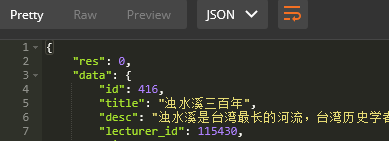 Pretty Raw Preview JSON
1 {
2 "res": 0,
3 "data": {
4 "id": 416,
5 "title": "浊水溪三百年",
6 "desc": "浊水溪是台湾最长的河流，台湾历史学者
7 "lecturer_id": 115430,